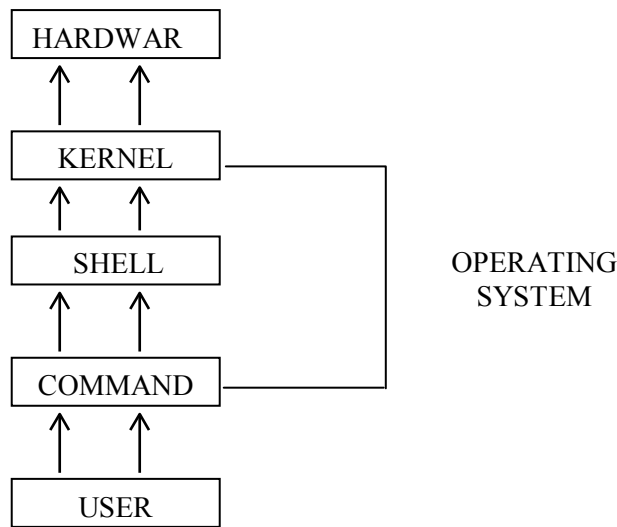 HARDWAR
KERNEL
SHELL
OPERATING
SYSTEM
COMMAND
USER